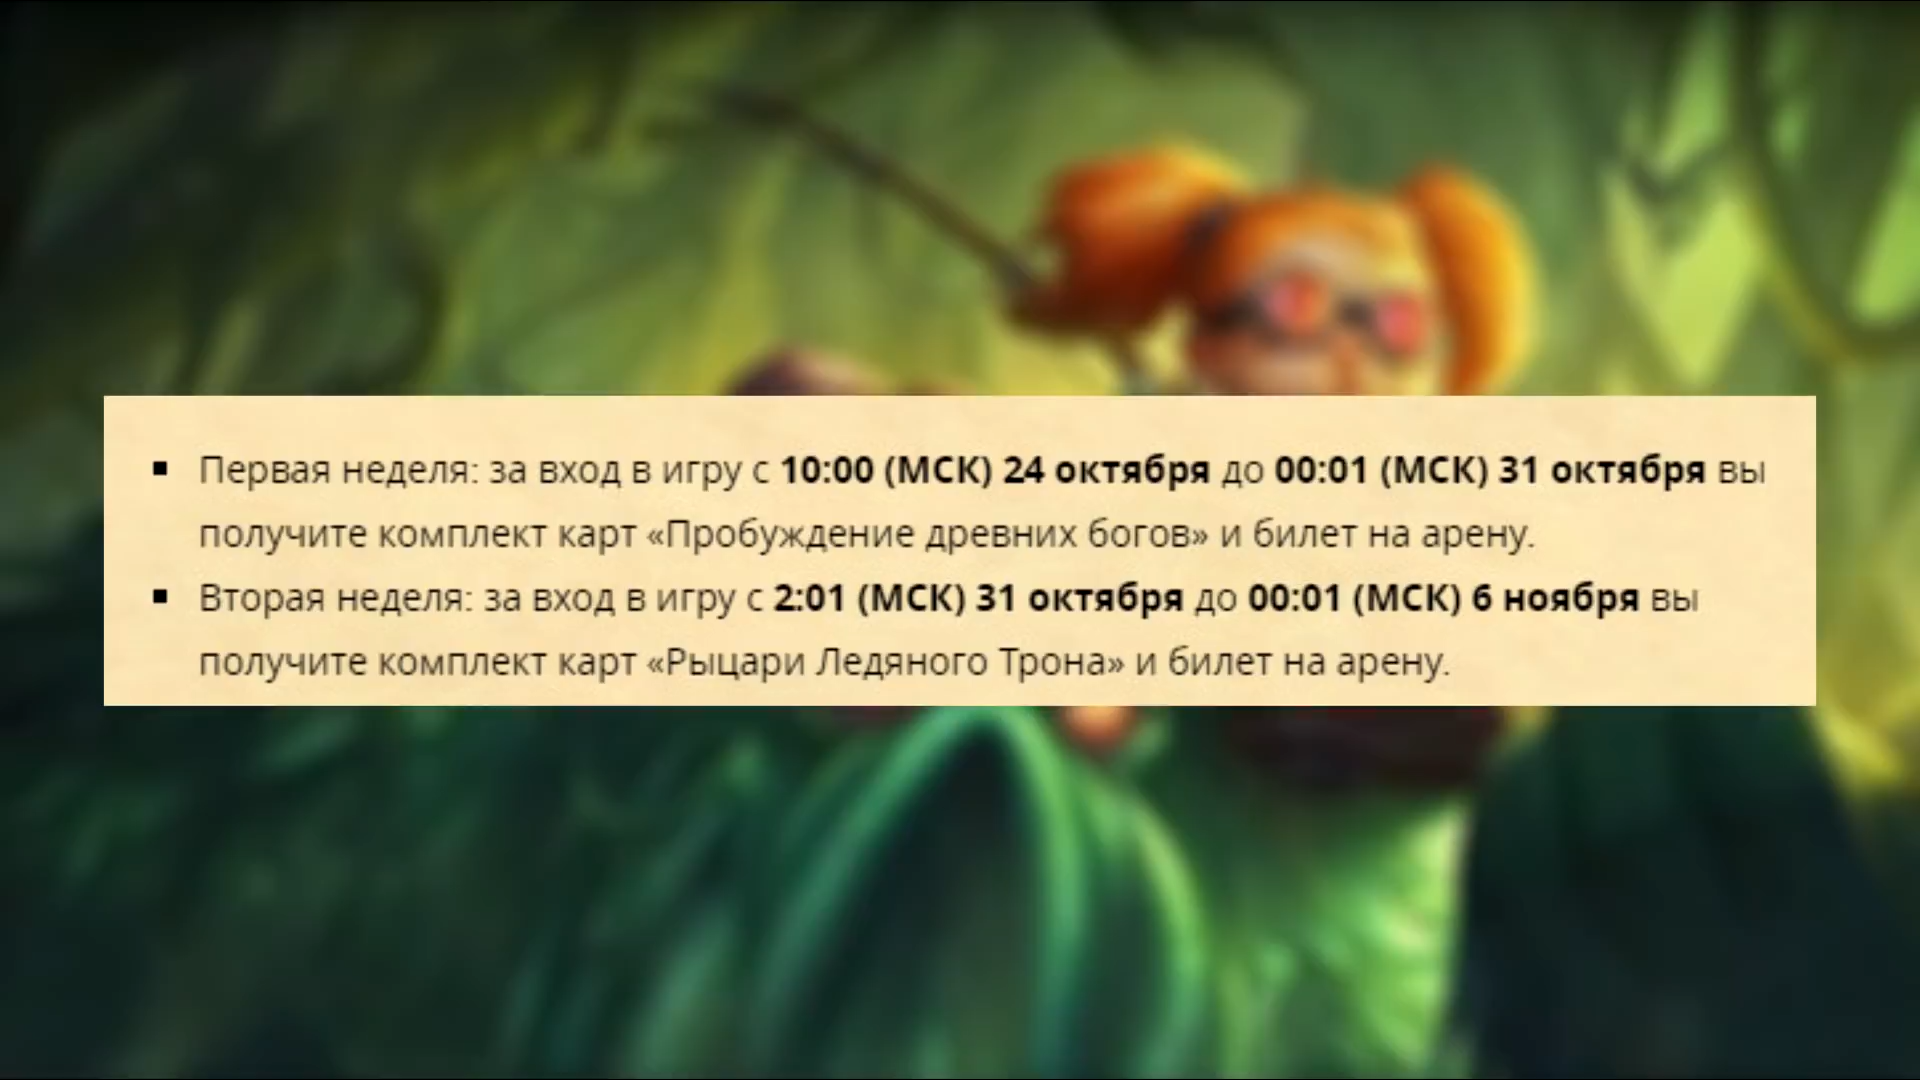 ▪ Первая неделя: за вход в игру с 10:00 (МСК) 24 октября до 00:01 (МСК) 31 октября вы
получите комплект карт «Пробуждение древних богов» и билет на арену.
▪ Вторая неделя: за вход в игру с 2:01 (МСК) 31 октября до 00:01 (МСК) 6 ноября вы
получите комплект карт «Рыцари Ледяного Трона» и билет на арену.